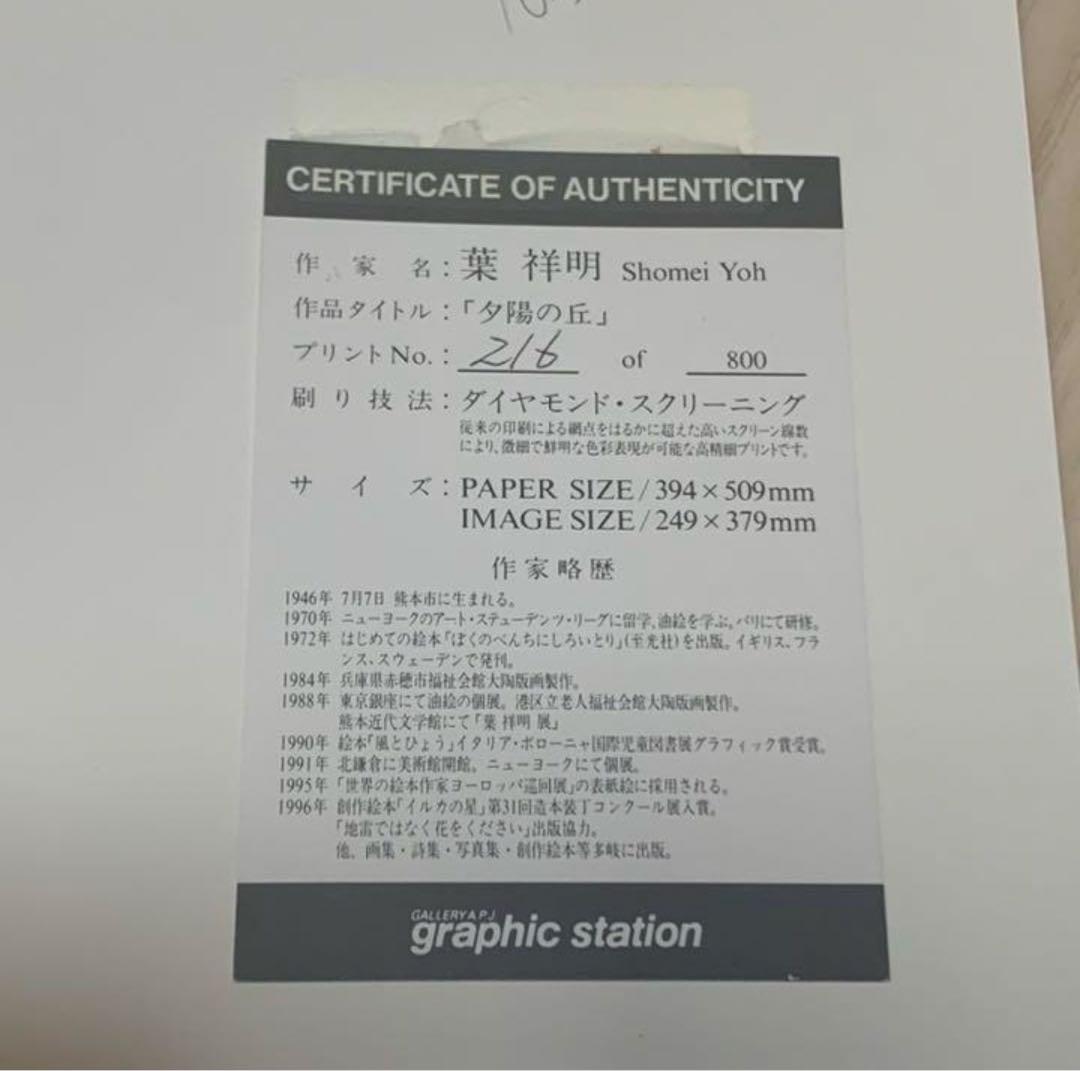 CERTIFICATE OF AUTHENTICITY
作家名：葉 祥明 Shomei Yoh
作品タイトル：「夕陽の丘」
プリントNo.： 216 of 800
刷り技法：ダイヤモンド・スクリーニング
従来の印刷による網点をはるかに超えた高いスクリーン線数
により、微細で鮮明な色彩表現が可能な高精細プリントです。
サイズ：PAPER SIZE/394×509mm
IMAGE SIZE/249×379mm
作家略歴
1946年 7月7日 熊本市に生まれる。
1970年 ニューヨークのアート・ステューデンツ・リーグに留学、油絵を学ぶ。パリにて研修。
1972年 はじめての絵本「ぼくのべんちにしろいとり」(至光社)を出版。イギリス、フラ
ンス、スウェーデンで発刊。
1984年 兵庫県赤穂市福祉会館大陶版画製作。
1988年 東京銀座にて油絵の個展。港区立老人福祉会館大陶版画製作。
熊本近代文学館にて「葉 祥明 展」
1990年 絵本「風とひょう」イタリア・ボローニャ国際児童図書展グラフィック賞受賞。
1991年 北鎌倉に美術館開館。ニューヨークにて個展。
1995年「世界の絵本作家ヨーロッパ巡回展」の表紙絵に採用される。
1996年 創作絵本「イルカの星」第31回造本装丁コンクール展入賞。
「地雷ではなく花をください」出版協力。
他、画集・詩集・写真集・創作絵本等多岐に出版。
GALLERY A.P.J
graphic station